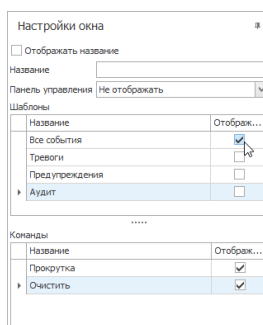 Настройки окна
Отображать название
Название
Панель управления Не отображать
Шаблоны
Название Отображ...
Все события
Тревоги
Предупреждения
Аудит
Команды
Название Отображ...
Прокрутка
Очистить